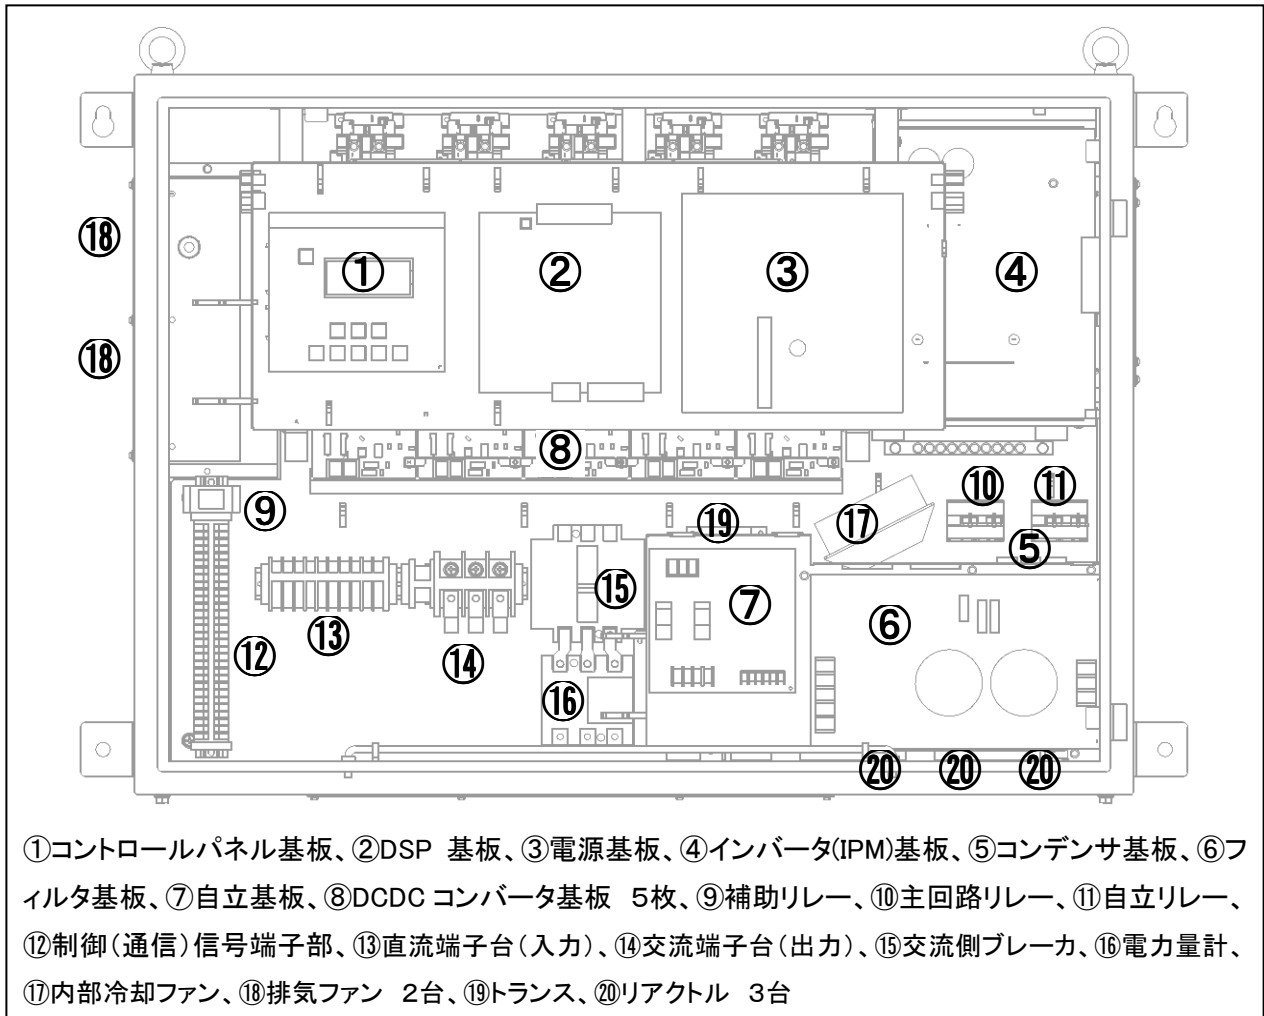 ① ② ③ ④
⑱
⑱
⑧
⑨ ⑩ ⑪
⑲ ⑰
⑤
⑮ ⑦ ⑥
⑬
⑫ ⑭
⑯
⑳ ⑳ ⑳
①コントロールパネル基板、②DSP 基板、③電源基板、④インバータ(IPM)基板、⑤コンデンサ基板、⑥フ
ィルタ基板、⑦自立基板、⑧DCDC コンバータ基板 5枚、⑨補助リレー、⑩主回路リレー、⑪自立リレー、
⑫制御(通信)信号端子部、⑬直流端子台(入力)、⑭交流端子台(出力)、⑮交流側ブレーカ、⑯電力量計、
⑰内部冷却ファン、⑱排気ファン 2台、⑲トランス、⑳リアクトル 3台